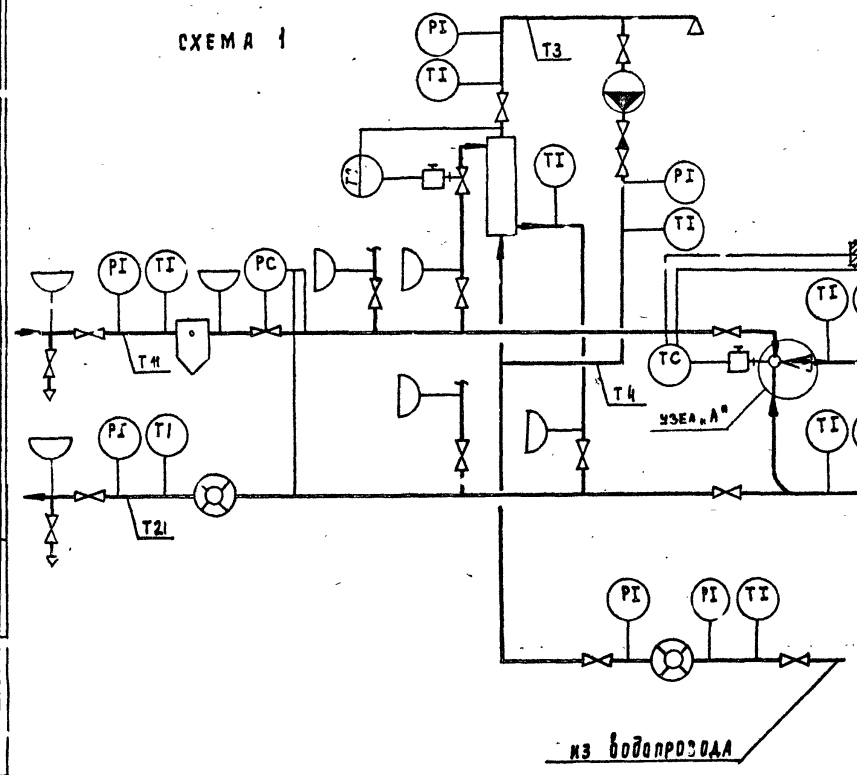 СХЕМА 1
PI
T3
TI
TI
PI
TI
PI
TI
PC
TI
T11
TC
T4
УЗЕЛ „А"
PI
TI
TI
T21
PI
PI
TI
из водопровода